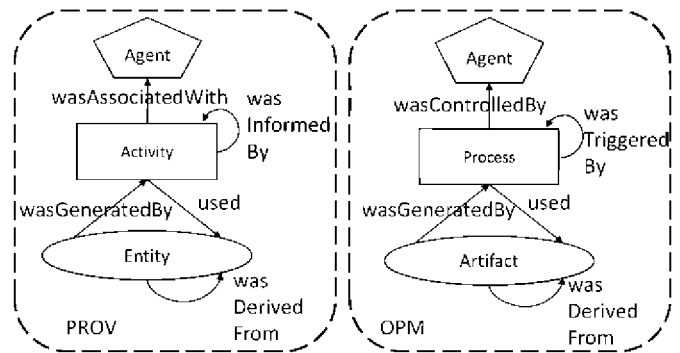 Agent
wasAssociatedWith
was
Informed
By
Activity
wasGeneratedBy
used
Entity
was
Derived
From
PROV
Agent
wasControlledBy
was
Triggered
By
Process
wasGeneratedBy
used
Artifact
was
Derived
From
OPM